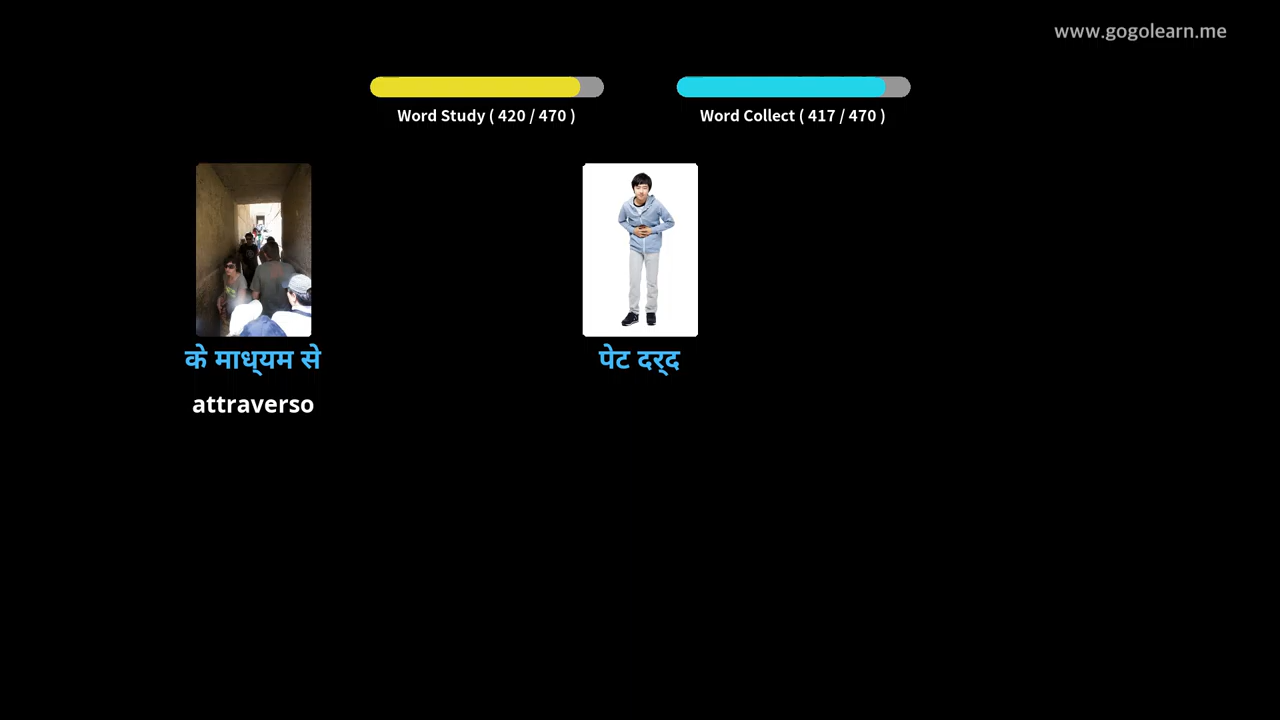 www.gogolearn.me
Word Study ( 420 / 470 )
Word Collect ( 417 / 470 )
के माध्यम से
पेट दर्द
attraverso